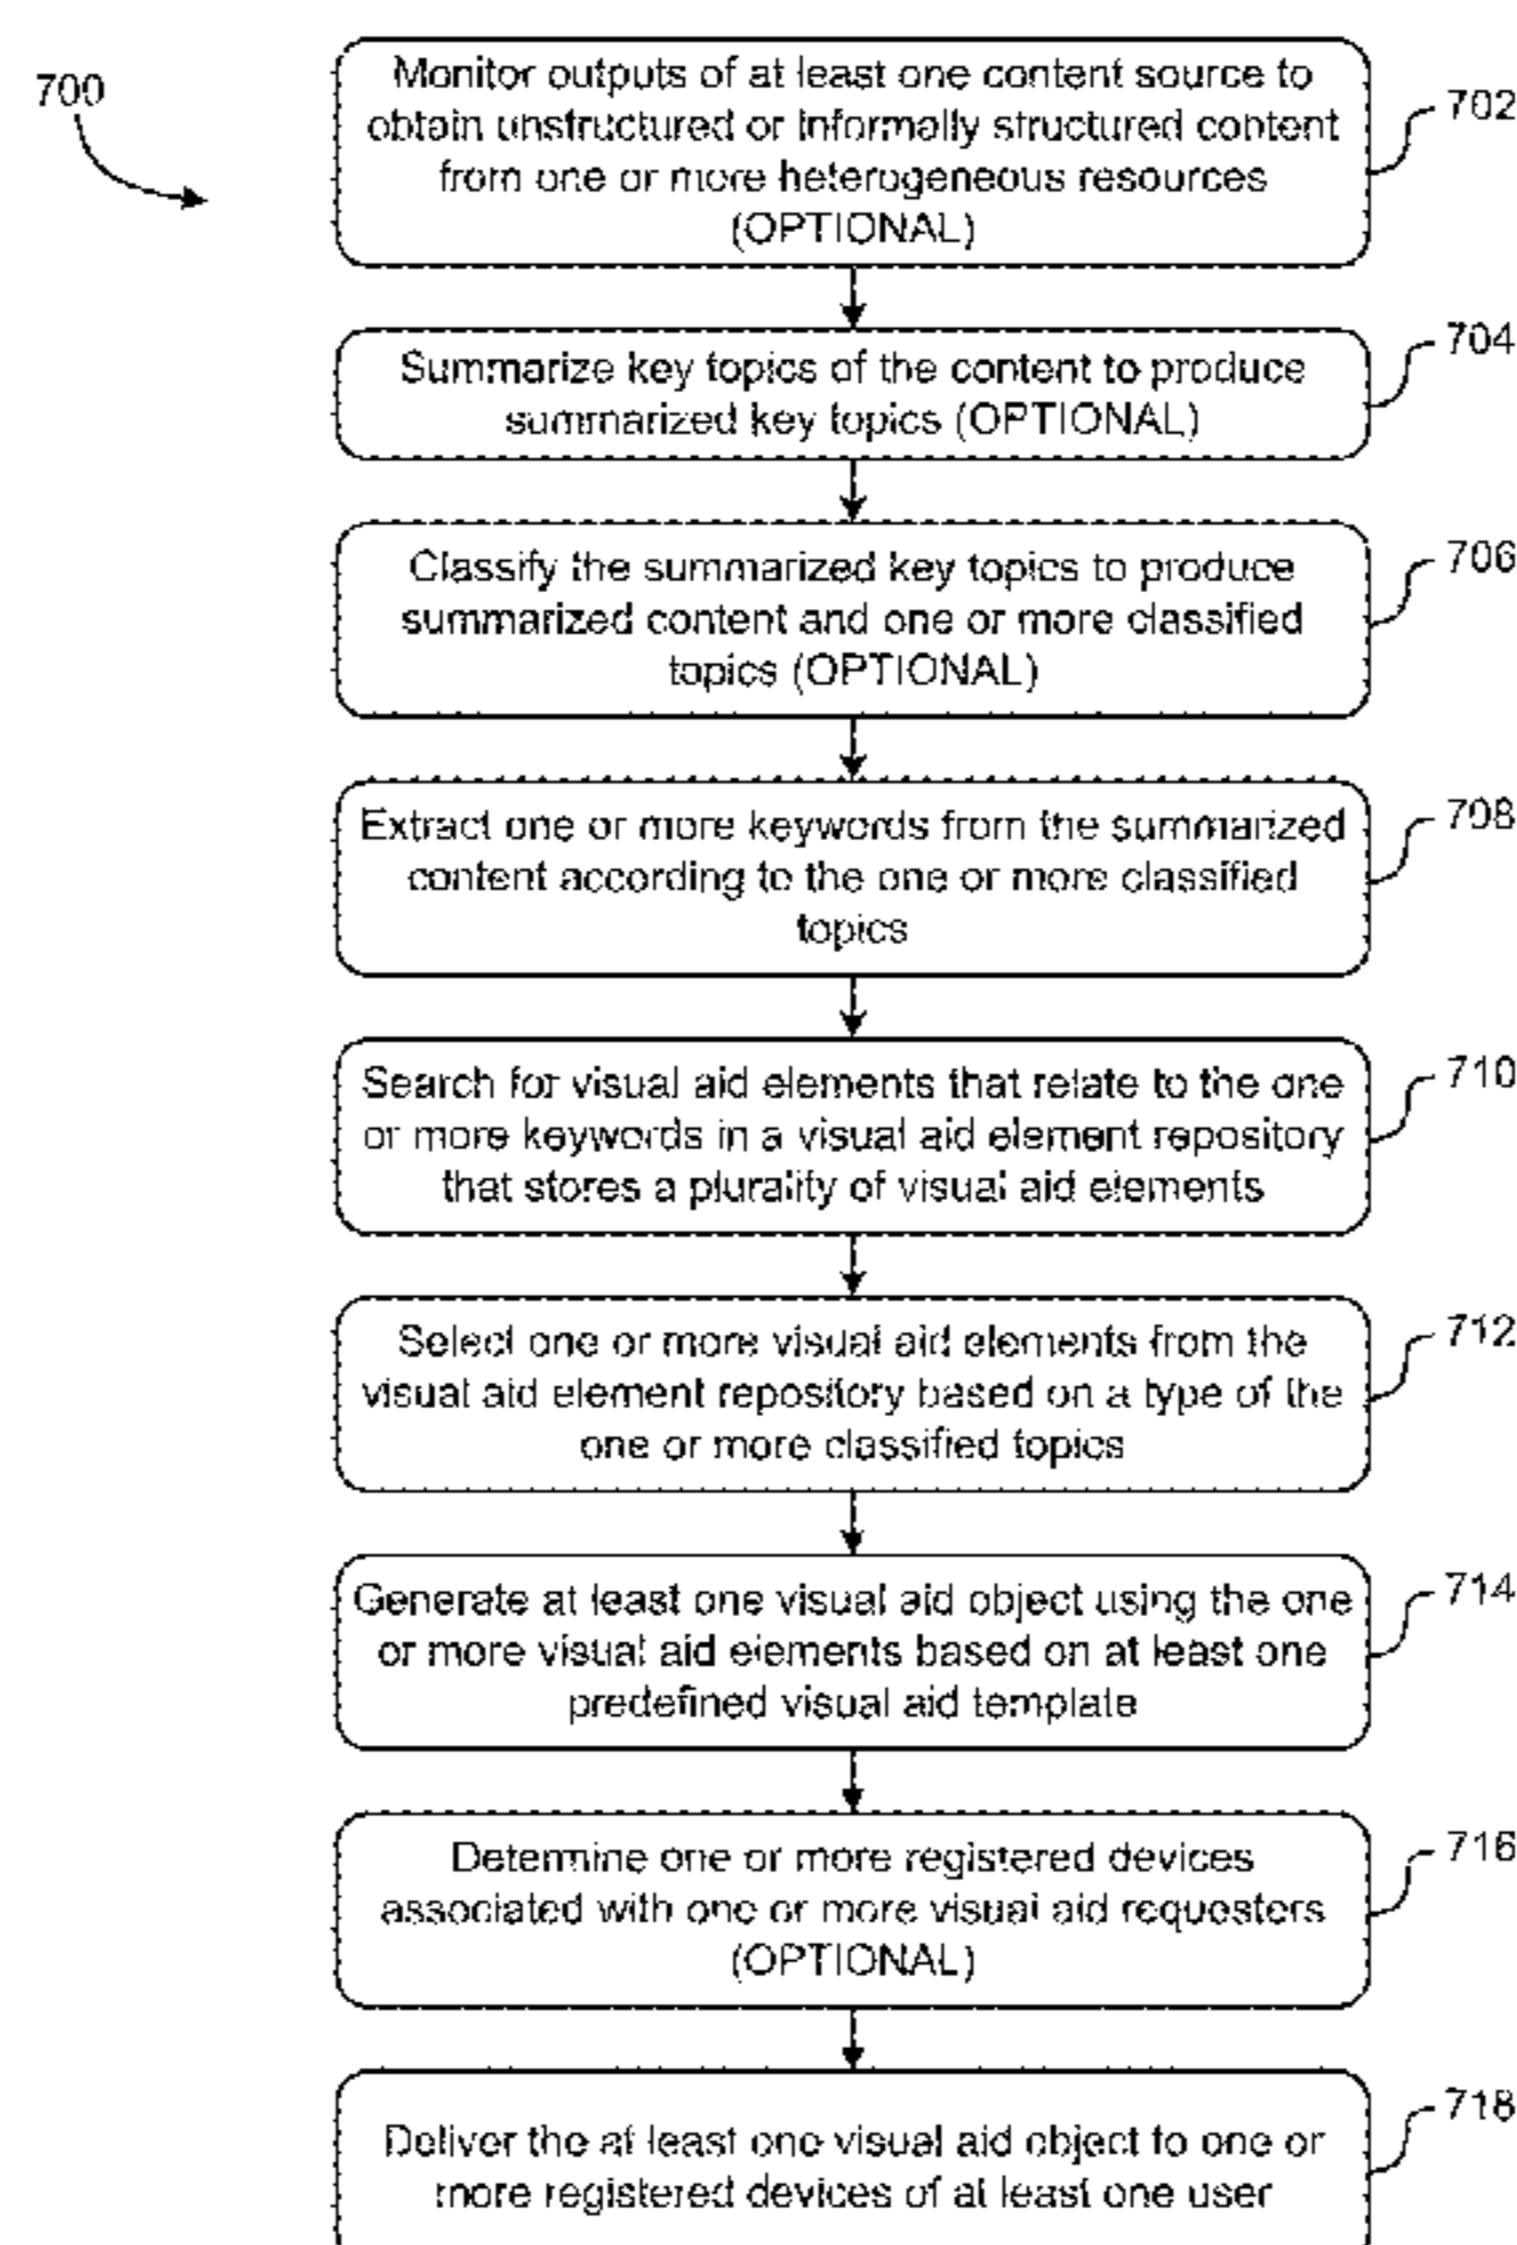 700
Monitor outputs of at least one content source to
obtain unstructured or informally structured content
from one or more heterogeneous resources
(OPTIONAL)
702
Summarize key topics of the content to produce
summarized key topics (OPTIONAL)
704
Classify the summarized key topics to produce
summarized content and one or more classified
topics (OPTIONAL)
706
Extract one or more keywords from the summarized
content according to the one or more classified
topics
708
Search for visual aid elements that relate to the one
or more keywords in a visual aid element repository
that stores a plurality of visual aid elements
710
Select one or more visual aid elements from the
visual aid element repository based on a type of the
one or more classified topics
712
Generate at least one visual aid object using the one
or more visual aid elements based on at least one
predefined visual aid template
714
Determine one or more registered devices
associated with one or more visual aid requesters
(OPTIONAL)
716
Deliver the at least one visual aid object to one or
more registered devices of at least one user
718